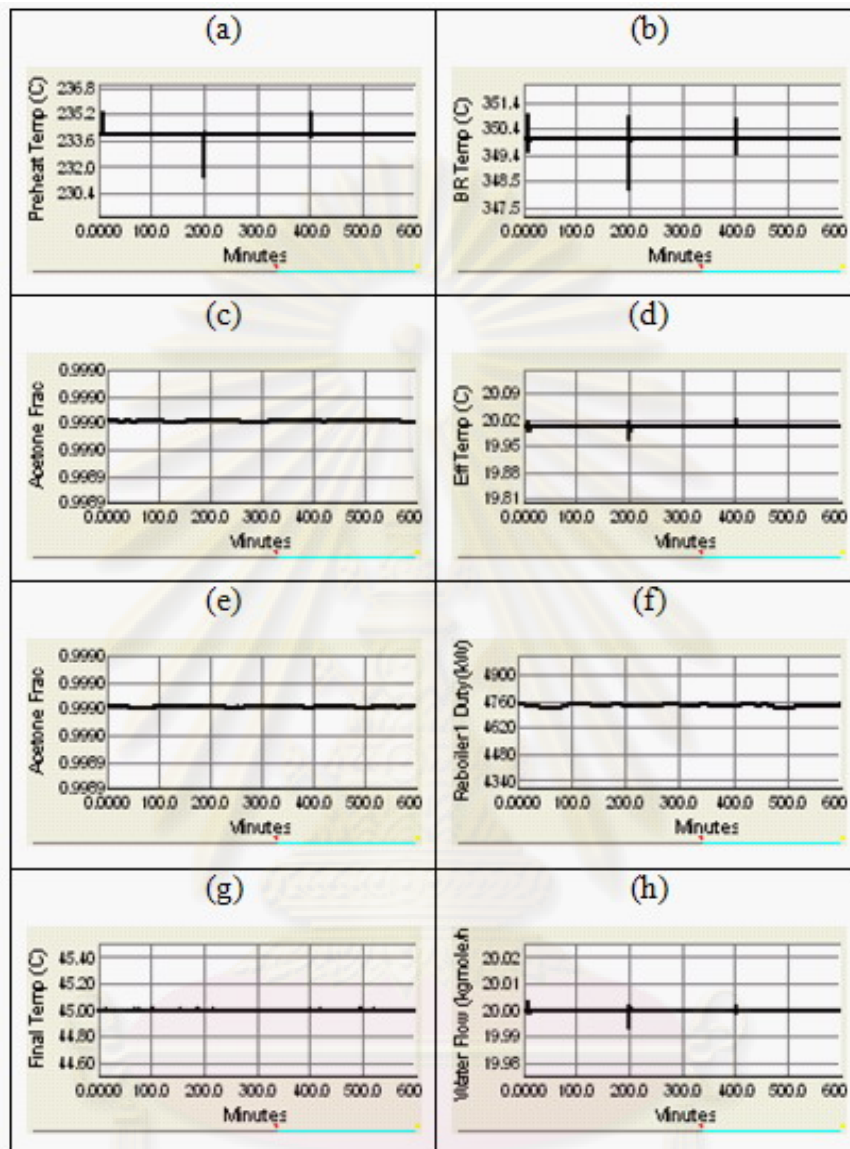 (a)
Preheat Temp (C)
236.8
235.2
233.6
232.0
230.4
0.0000 100.0 200.0 300.0 400.0 500.0 600
Minutes
(b)
BR Temp (C)
351.4
350.4
349.4
348.5
347.5
0.0000 100.0 200.0 300.0 400.0 500.0 600
Minutes
(c)
Acetone Frac
0.9990
0.9990
0.9990
0.9990
0.9989
0.9989
0.0000 100.0 200.0 300.0 400.0 500.0 600
Minutes
(d)
Eff Temp (C)
20.09
20.02
19.95
19.88
19.81
0.0000 100.0 200.0 300.0 400.0 500.0 600
Minutes
(e)
Acetone Frac
0.9990
0.9990
0.9990
0.9990
0.9989
0.9989
0.0000 100.0 200.0 300.0 400.0 500.0 600
Minutes
(f)
Reboiler1 Duty(kW)
4900
4760
4620
4480
4340
0.0000 100.0 200.0 300.0 400.0 500.0 600
Minutes
(g)
Final Temp (C)
45.40
45.20
45.00
44.80
44.60
0.0000 100.0 200.0 300.0 400.0 500.0 600
Minutes
(h)
Water Flow (kgmole.h
20.02
20.01
20.00
19.99
19.98
0.0000 100.0 200.0 300.0 400.0 500.0 600
Minutes